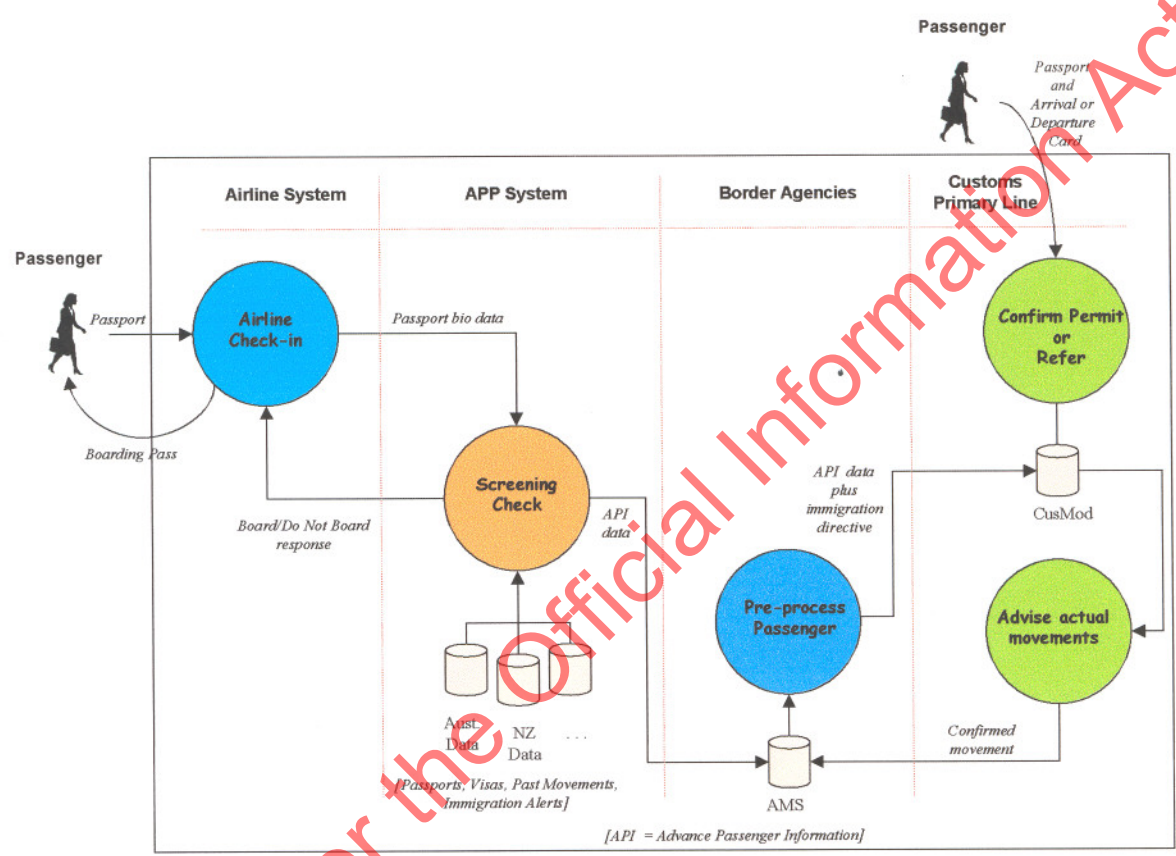 Passenger
Passport
and
Arrival or
Departure
Card
Airline System
APP System
Border Agencies
Customs
Primary Line
Passenger
Passport
Airline
Check-in
Passport bio data
Confirm Permit
or
Refer
Boarding Pass
Board/Do Not Board
response
Screening
Check
API
data
API data
plus
immigration
directive
CusMod
Pre-process
Passenger
Advise actual
movements
Aust
Data
NZ
Data
...
Confirmed
movement
[Passports, Visas, Past Movements,
Immigration Alerts]
AMS
[API = Advance Passenger Information]
r the Official Information Act